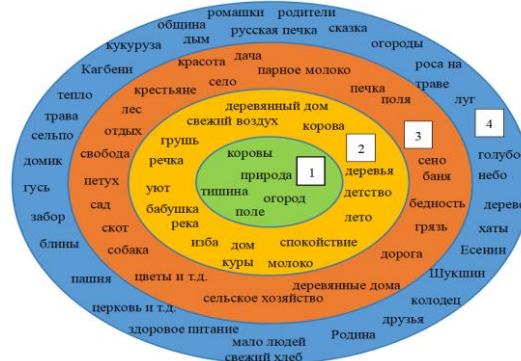 ромашки родители
община
русская печка сказка
дым
огороды
кукуруза
красота дача
роса на
траве
Кагбени
парное молоко
село
печка
луг
тепло
крестьяне
поля
деревянный дом
лес
трава
свежий воздух
корова
3
4
сельпо
отдых
2
грушь
коровы
голубо
домик
свобода
речка
1
сено
природа
деревья
баня
небо
гусь
петух
уют
тишина
детство
огород
бедность
дерев
забор
сад
бабушка
поле
лето
хаты
река
грязь
скот
блины
изба дом
спокойствие
Есенин
собака
куры молоко
дорога
Шукшин
пашня
цветы и т.д.
деревянные дома
сельское хозяйство
колодец
церковь и т.д.
друзья
здоровое питание
Родина
мало людей
свежий хлеб